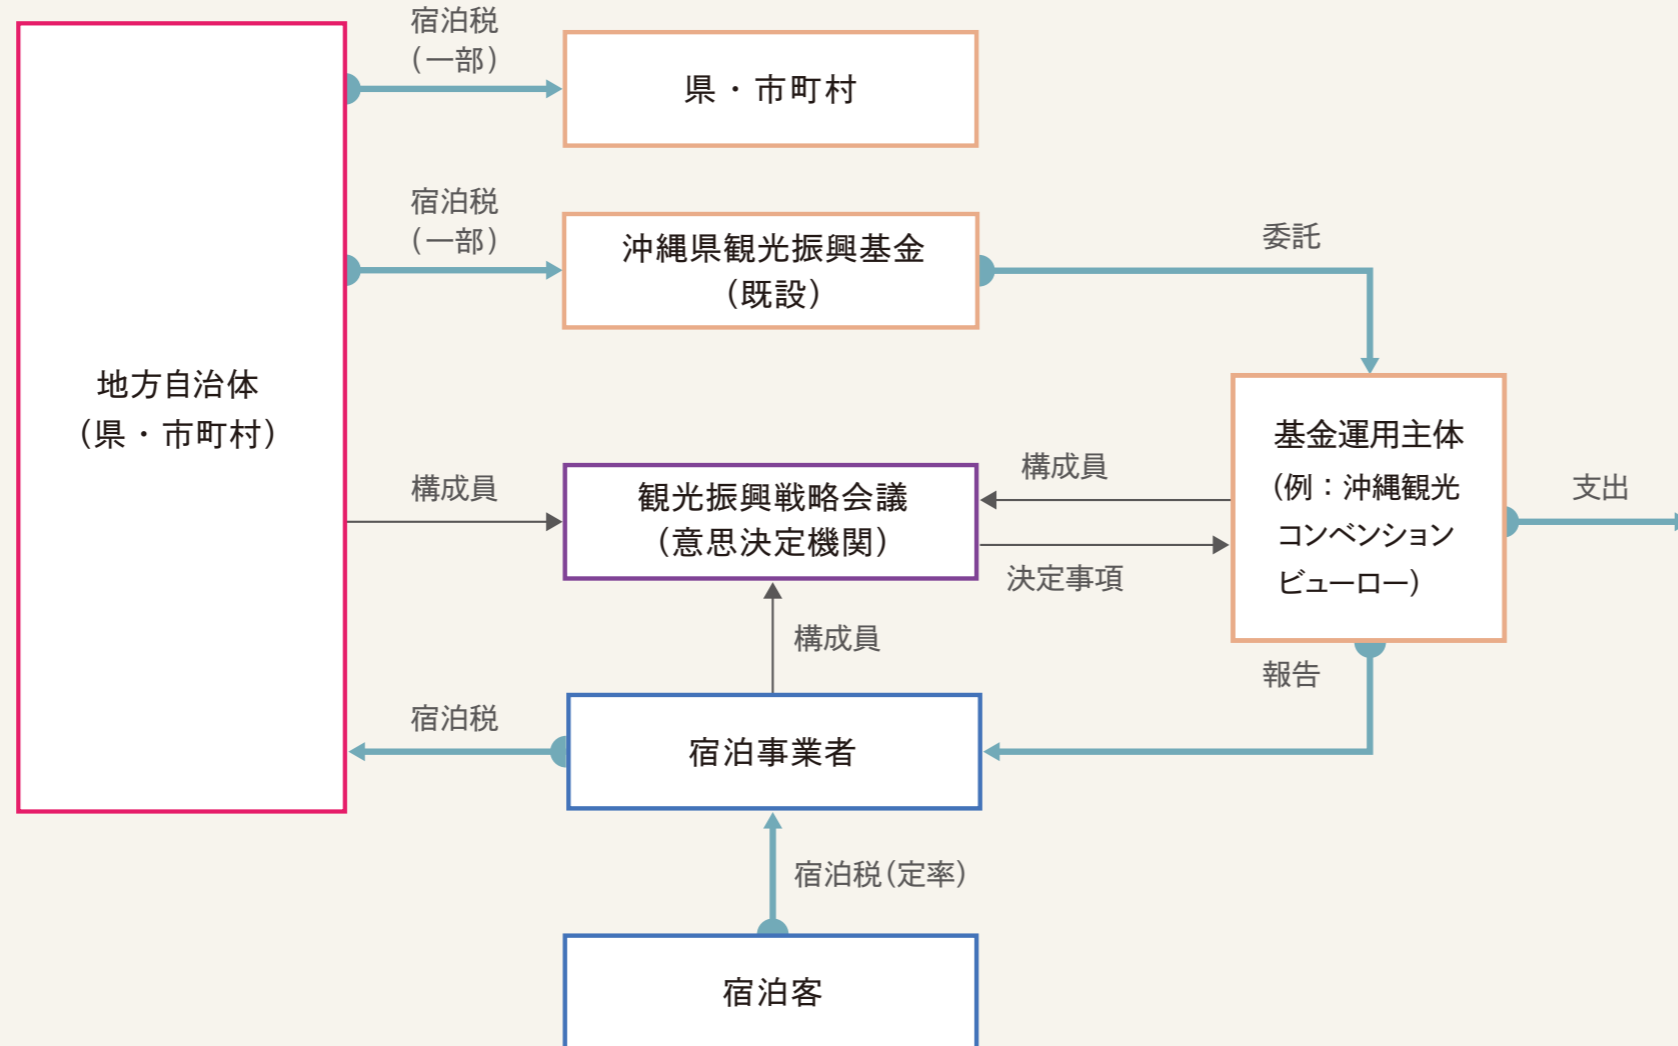 宿泊税
（一部）
県・市町村
宿泊税
（一部）
沖縄県観光振興基金
（既設）
委託
地方自治体
（県・市町村）
基金運用主体
（例：沖縄観光
コンベンション
ビューロー）
構成員
支出
構成員
観光振興戦略会議
（意思決定機関）
決定事項
構成員
報告
宿泊税
宿泊事業者
宿泊税（定率）
宿泊客